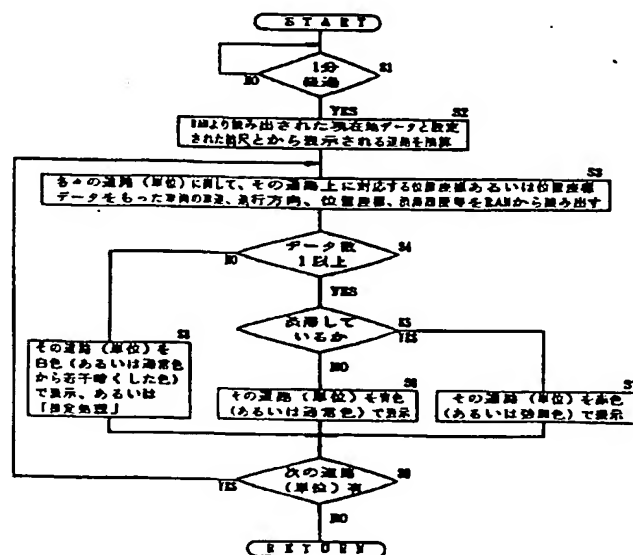 START
1分
経過
S1
NO
YES
S2
RAMより読み出された現在地データと設定
された縮尺とから表示される道路を演算
S3
各々の道路(単位)に関して、その道路上に対応する位置座標あるいは位置座標
データをもった車両の車速、進行方向、位置座標、渋滞程度等をRAMから読み出す
データ数
1以上
S4
NO
YES
渋滞して
いるか
S5
YES
NO
S8
その道路(単位)を
白色(あるいは通常色
から若干暗くした色)
で表示、あるいは
「推定処理」
S6
その道路(単位)を青色
(あるいは通常色)で表示
S7
その道路(単位)を赤色
(あるいは強調色)で表示
次の道路
(単位)有
S9
YES
NO
RETURN